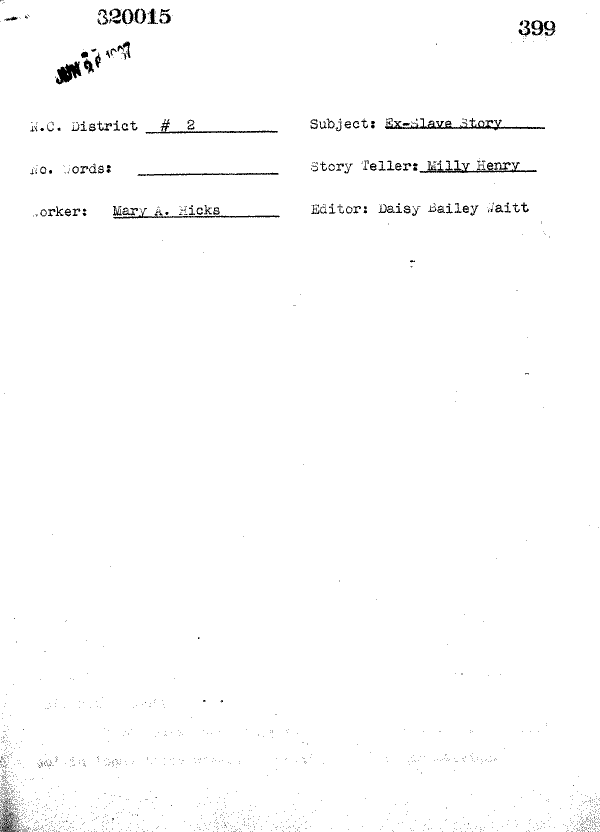 320015
399
JUN 1937
N.C. District # 2 Subject: Ex-Slave Story
No. Words: Story Teller: Milly Henry
Worker: Mary A. Hicks Editor: Daisy Bailey Waitt